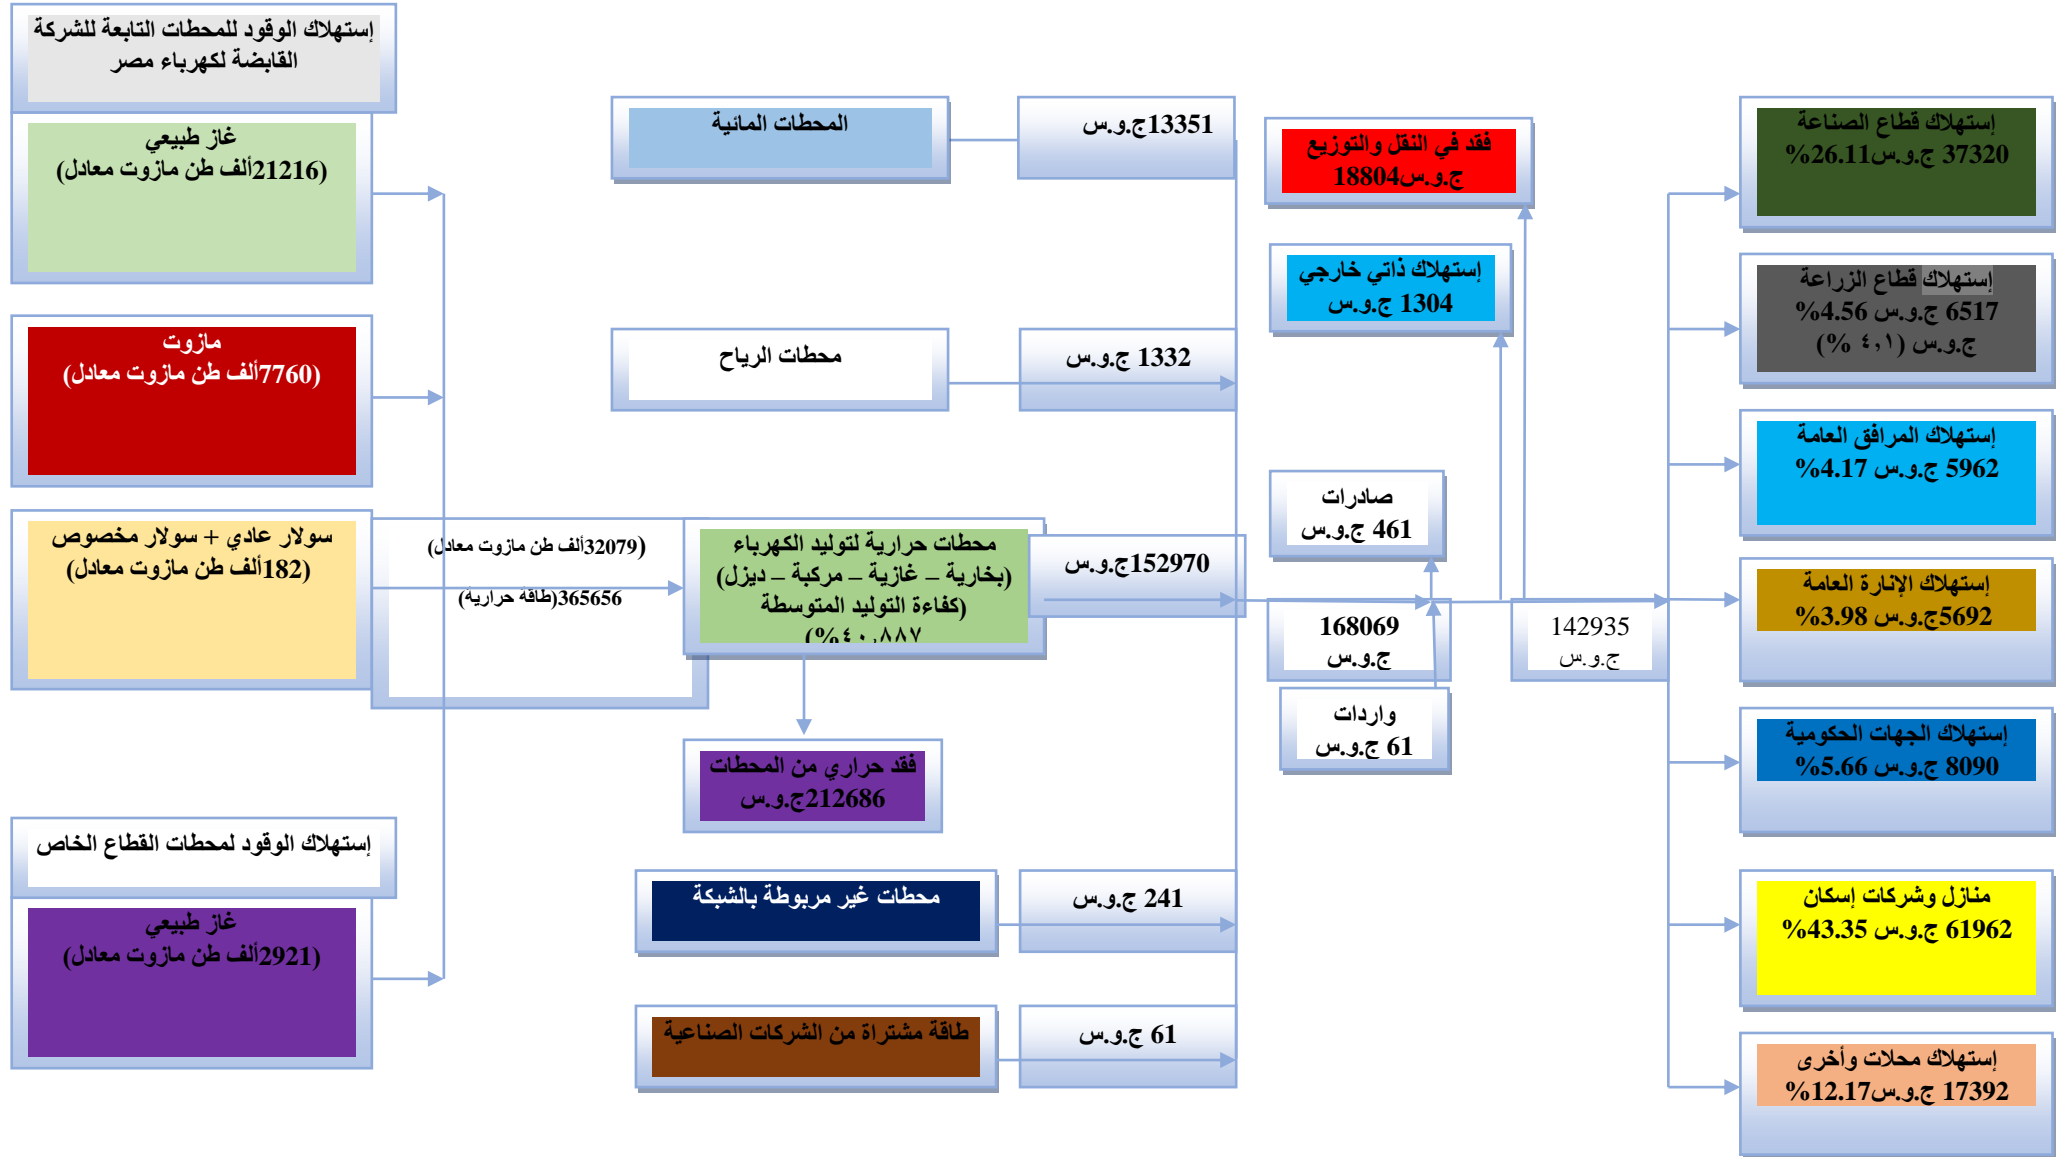 إستهلاك الوقود للمحطات التابعة للشركة
القابضة لكهرباء مصر
غاز طبيعي
(21216ألف طن مازوت معادل)
مازوت
(7760ألف طن مازوت معادل)
سولار عادي + سولار مخصوص
(182ألف طن مازوت معادل)
إستهلاك الوقود لمحطات القطاع الخاص
غاز طبيعي
(2921ألف طن مازوت معادل)
(32079ألف طن مازوت معادل)
365656(طاقة حرارية)
المحطات المائية
13351ج.و.س
محطات الرياح
1332 ج.و.س
محطات حرارية لتوليد الكهرباء
(بخارية – غازية – مركبة – ديزل)
(كفاءة التوليد المتوسطة
٤٠,٨٨٧%)
152970ج.و.س
فقد حراري من المحطات
212686ج.و.س
محطات غير مربوطة بالشبكة
241 ج.و.س
طاقة مشتراة من الشركات الصناعية
61 ج.و.س
فقد في النقل والتوزيع
18804ج.و.س
إستهلاك ذاتي خارجي
1304 ج.و.س
صادرات
461 ج.و.س
168069
ج.و.س
واردات
61 ج.و.س
142935
ج.و.س
إستهلاك قطاع الصناعة
37320 ج.و.س26.11%
إستهلاك قطاع الزراعة
6517 ج.و.س 4.56%
ج.و.س (٤,١ %)
إستهلاك المرافق العامة
5962 ج.و.س 4.17%
إستهلاك الإنارة العامة
5692ج.و.س 3.98%
إستهلاك الجهات الحكومية
8090 ج.و.س 5.66%
منازل وشركات إسكان
61962 ج.و.س 43.35%
إستهلاك محلات وأخرى
17392 ج.و.س12.17%